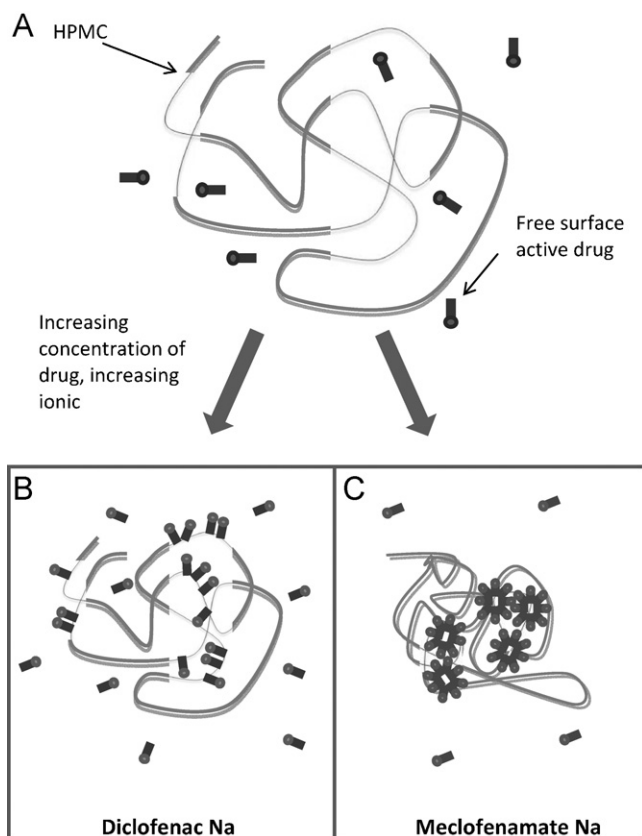 A
HPMC
Free surface
active drug
Increasing
concentration of
drug, increasing
ionic
B
C
Diclofenac Na
Meclofenamate Na